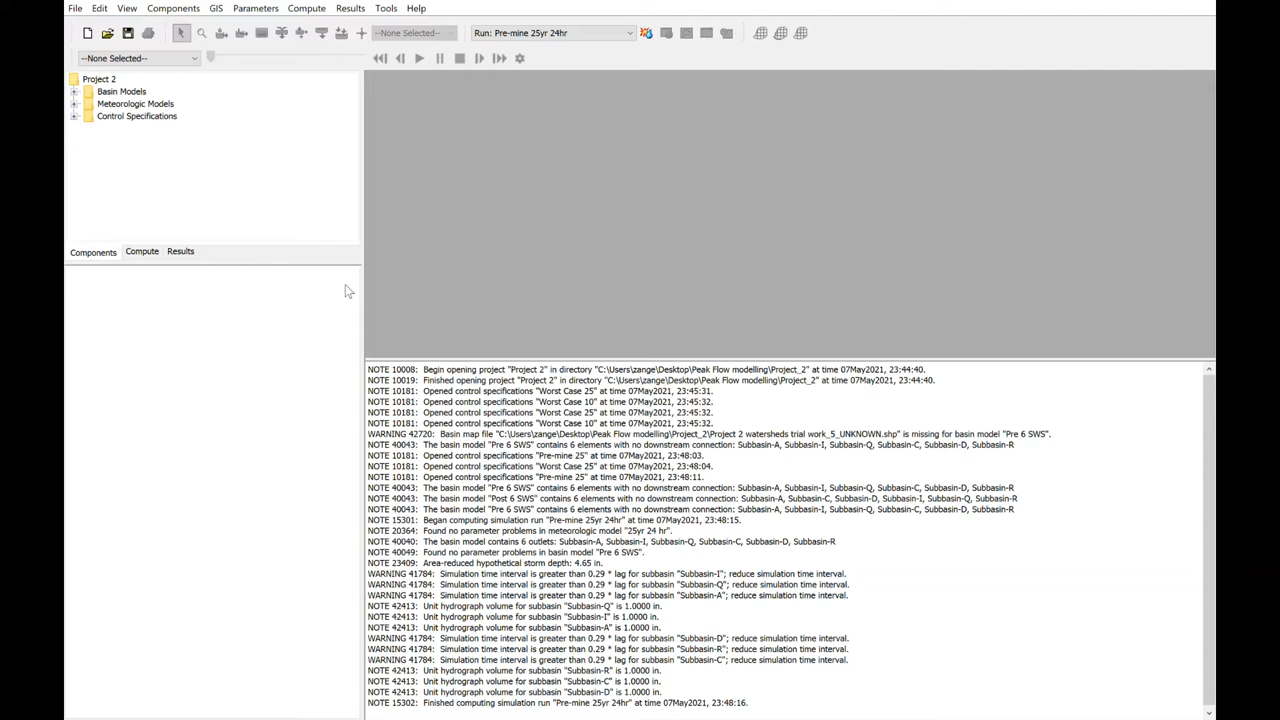 File Edit View Components GIS Parameters Compute Results Tools Help
--None Selected-- Run: Pre-mine 25yr 24hr
--None Selected--
Project 2
Basin Models
Meteorologic Models
Control Specifications
Components Compute Results
NOTE 10008: Begin opening project "Project 2" in directory "C:\Users\zange\Desktop\Peak Flow modelling\Project_2" at time 07May2021, 23:44:40.
NOTE 10019: Finished opening project "Project 2" in directory "C:\Users\zange\Desktop\Peak Flow modelling\Project_2" at time 07May2021, 23:44:40.
NOTE 10181: Opened control specifications "Worst Case 25" at time 07May2021, 23:45:31.
NOTE 10181: Opened control specifications "Worst Case 10" at time 07May2021, 23:45:32.
NOTE 10181: Opened control specifications "Worst Case 25" at time 07May2021, 23:45:32.
NOTE 10181: Opened control specifications "Worst Case 10" at time 07May2021, 23:45:32.
WARNING 42720: Basin map file "C:\Users\zange\Desktop\Peak Flow modelling\Project_2\Project 2 watersheds trial work_5_UNKNOWN.shp" is missing for basin model "Pre 6 SWS".
NOTE 40043: The basin model "Pre 6 SWS" contains 6 elements with no downstream connection: Subbasin-A, Subbasin-I, Subbasin-Q, Subbasin-C, Subbasin-D, Subbasin-R
NOTE 10181: Opened control specifications "Pre-mine 25" at time 07May2021, 23:48:03.
NOTE 10181: Opened control specifications "Worst Case 25" at time 07May2021, 23:48:04.
NOTE 10181: Opened control specifications "Pre-mine 25" at time 07May2021, 23:48:11.
NOTE 40043: The basin model "Pre 6 SWS" contains 6 elements with no downstream connection: Subbasin-A, Subbasin-I, Subbasin-Q, Subbasin-C, Subbasin-D, Subbasin-R
NOTE 40043: The basin model "Post 6 SWS" contains 6 elements with no downstream connection: Subbasin-A, Subbasin-C, Subbasin-D, Subbasin-I, Subbasin-Q, Subbasin-R
NOTE 40043: The basin model "Pre 6 SWS" contains 6 elements with no downstream connection: Subbasin-A, Subbasin-I, Subbasin-Q, Subbasin-C, Subbasin-D, Subbasin-R
NOTE 15301: Began computing simulation run "Pre-mine 25yr 24hr" at time 07May2021, 23:48:15.
NOTE 20364: Found no parameter problems in meteorologic model "25yr 24 hr".
NOTE 40040: The basin model contains 6 outlets: Subbasin-A, Subbasin-I, Subbasin-Q, Subbasin-C, Subbasin-D, Subbasin-R
NOTE 40049: Found no parameter problems in basin model "Pre 6 SWS".
NOTE 23409: Area-reduced hypothetical storm depth: 4.65 in.
WARNING 41784: Simulation time interval is greater than 0.29 * lag for subbasin "Subbasin-I"; reduce simulation time interval.
WARNING 41784: Simulation time interval is greater than 0.29 * lag for subbasin "Subbasin-Q"; reduce simulation time interval.
WARNING 41784: Simulation time interval is greater than 0.29 * lag for subbasin "Subbasin-A"; reduce simulation time interval.
NOTE 42413: Unit hydrograph volume for subbasin "Subbasin-Q" is 1.0000 in.
NOTE 42413: Unit hydrograph volume for subbasin "Subbasin-I" is 1.0000 in.
NOTE 42413: Unit hydrograph volume for subbasin "Subbasin-A" is 1.0000 in.
WARNING 41784: Simulation time interval is greater than 0.29 * lag for subbasin "Subbasin-D"; reduce simulation time interval.
WARNING 41784: Simulation time interval is greater than 0.29 * lag for subbasin "Subbasin-R"; reduce simulation time interval.
WARNING 41784: Simulation time interval is greater than 0.29 * lag for subbasin "Subbasin-C"; reduce simulation time interval.
NOTE 42413: Unit hydrograph volume for subbasin "Subbasin-R" is 1.0000 in.
NOTE 42413: Unit hydrograph volume for subbasin "Subbasin-C" is 1.0000 in.
NOTE 42413: Unit hydrograph volume for subbasin "Subbasin-D" is 1.0000 in.
NOTE 15302: Finished computing simulation run "Pre-mine 25yr 24hr" at time 07May2021, 23:48:16.